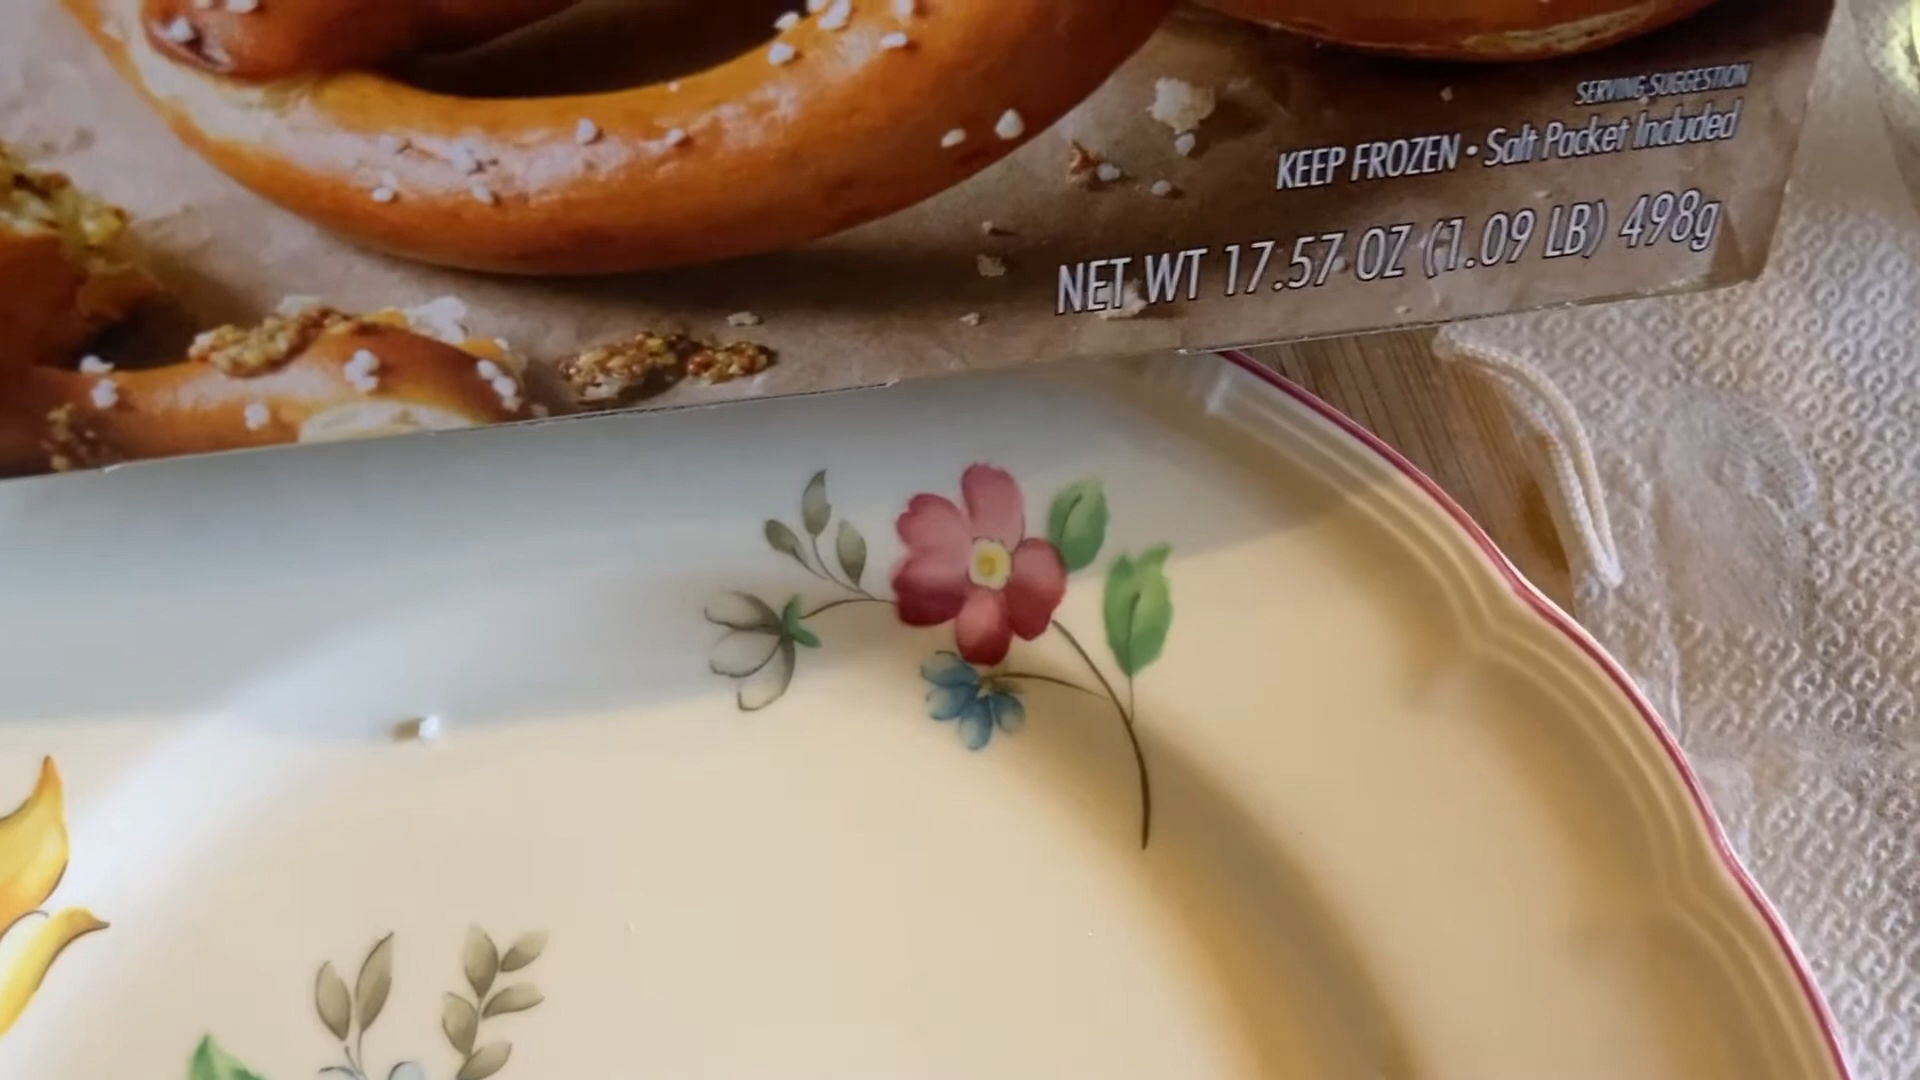 SERVING SUGGESTION
KEEP FROZEN • Salt Packet Included
NET WT 17.57 OZ (1.09 LB) 498g